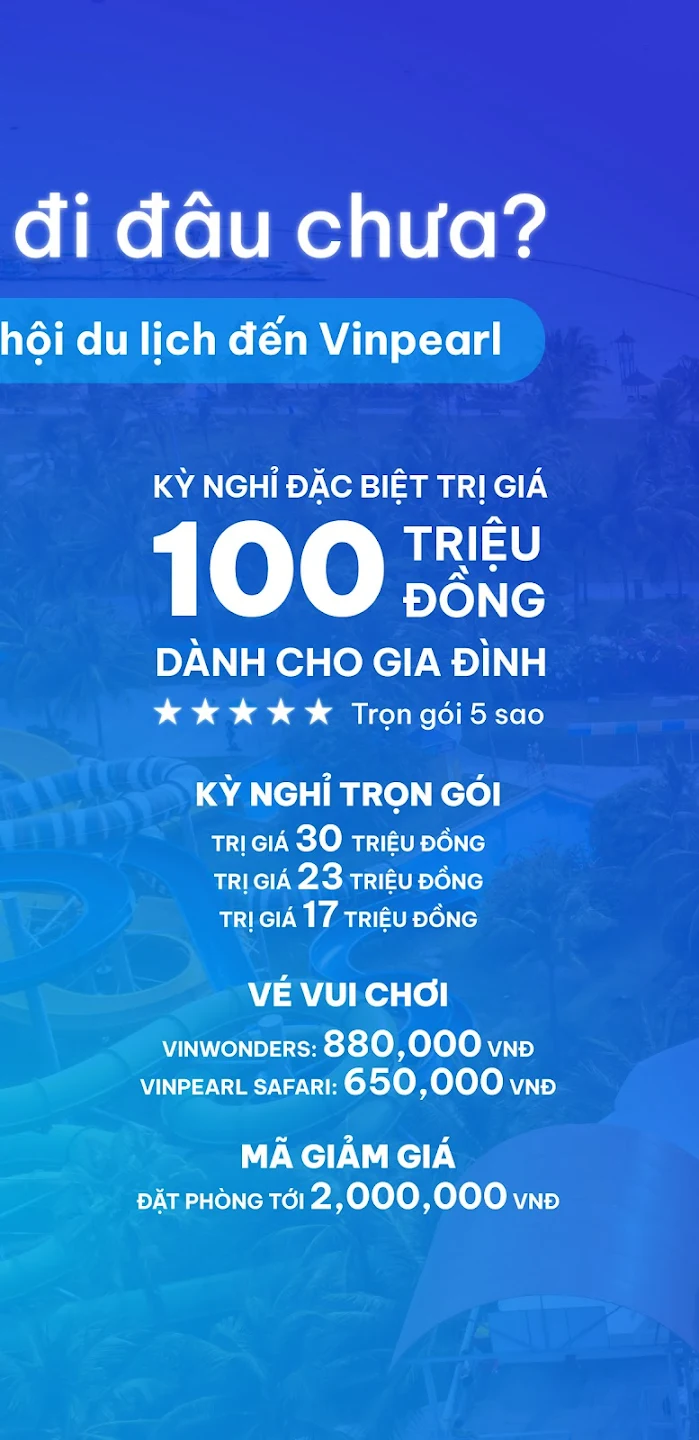 đi đâu chưa?
hội du lịch đến Vinpearl
KỲ NGHỈ ĐẶC BIỆT TRỊ GIÁ
100 TRIỆU ĐỒNG
DÀNH CHO GIA ĐÌNH
★★★★★ Trọn gói 5 sao
KỲ NGHỈ TRỌN GÓI
TRỊ GIÁ 30 TRIỆU ĐỒNG
TRỊ GIÁ 23 TRIỆU ĐỒNG
TRỊ GIÁ 17 TRIỆU ĐỒNG
VÉ VUI CHƠI
VINWONDERS: 880,000 VNĐ
VINPEARL SAFARI: 650,000 VNĐ
MÃ GIẢM GIÁ
ĐẶT PHÒNG TỚI 2,000,000 VNĐ